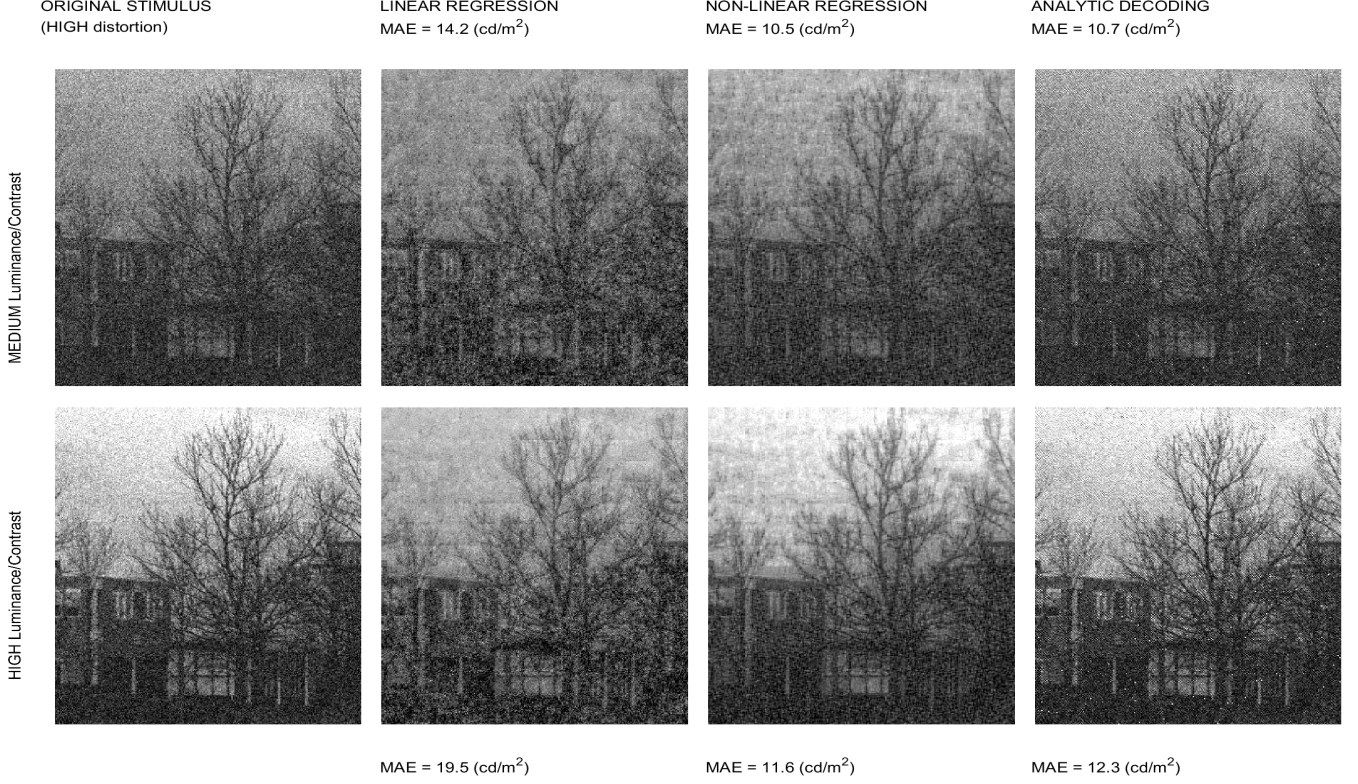 ORIGINAL STIMULUS
(HIGH distortion)
LINEAR REGRESSION
MAE = 14.2 (cd/m²)
NON-LINEAR REGRESSION
MAE = 10.5 (cd/m²)
ANALYTIC DECODING
MAE = 10.7 (cd/m²)
MEDIUM Luminance/Contrast
HIGH Luminance/Contrast
MAE = 19.5 (cd/m²)
MAE = 11.6 (cd/m²)
MAE = 12.3 (cd/m²)